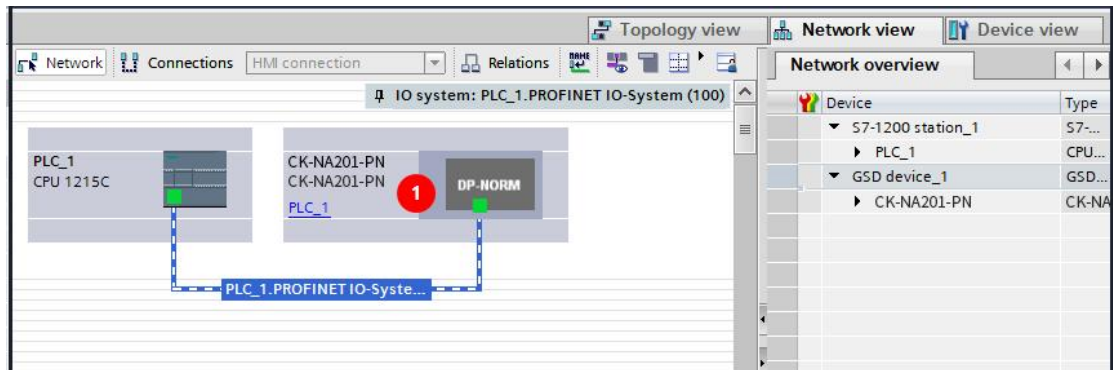 Topology view
Network view
Device view
Network
Connections
HMI connection
Relations
NAME
Network overview
IO system: PLC_1.PROFINET IO-System (100)
Device
Type
S7-1200 station_1
S7-...
PLC_1
CPU...
GSD device_1
GSD...
CK-NA201-PN
CK-NA
PLC_1
CPU 1215C
CK-NA201-PN
CK-NA201-PN
PLC_1
1
DP-NORM
PLC_1.PROFINET IO-Syste...